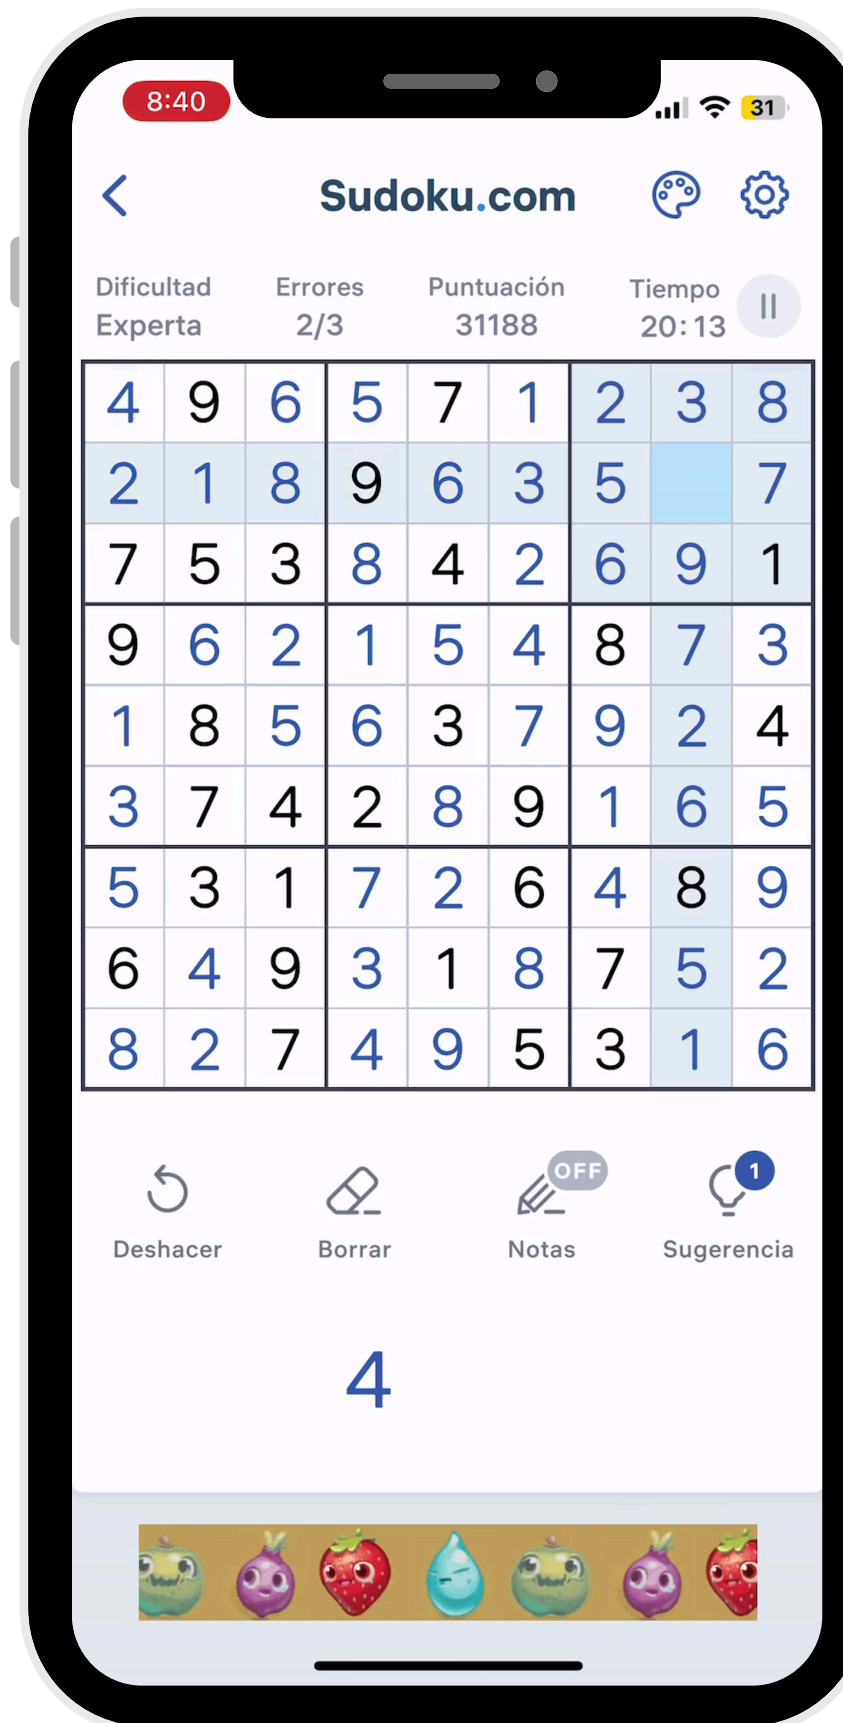 8:40
31
Sudoku.com
Dificultad Errores Puntuación Tiempo
Experta 2/3 31188 20:13
4 9 6 5 7 1 2 3 8
2 1 8 9 6 3 5 7
7 5 3 8 4 2 6 9 1
9 6 2 1 5 4 8 7 3
1 8 5 6 3 7 9 2 4
3 7 4 2 8 9 1 6 5
5 3 1 7 2 6 4 8 9
6 4 9 3 1 8 7 5 2
8 2 7 4 9 5 3 1 6
OFF 1
Deshacer Borrar Notas Sugerencia
4